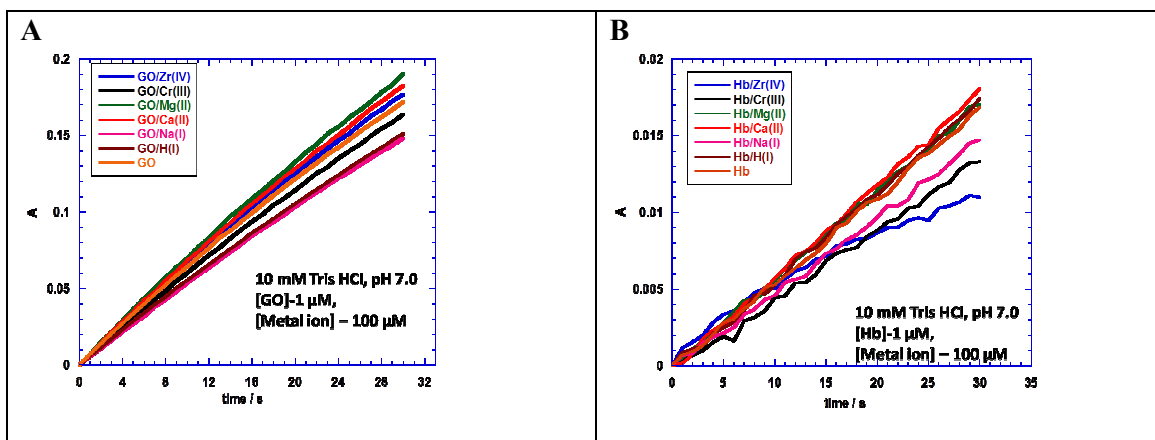 A
0.2
0.15
0.1
0.05
0
A
GO/Zr(IV)
GO/Cr(III)
GO/Mg(II)
GO/Ca(II)
GO/Na(I)
GO/H(I)
GO
10 mM Tris HCl, pH 7.0
[GO]-1 µM,
[Metal ion] – 100 µM
0 4 8 12 16 20 24 28 32
time / s
B
0.015
0.01
0.005
0
A
Hb/Zr(IV)
Hb/Cr(III)
Hb/Mg(II)
Hb/Ca(II)
Hb/Na(I)
Hb/H(I)
Hb
10 mM Tris HCl, pH 7.0
[Hb]-1 µM,
[Metal ion] – 100 µM
0 5 10 15 20 25 30 35
time / s